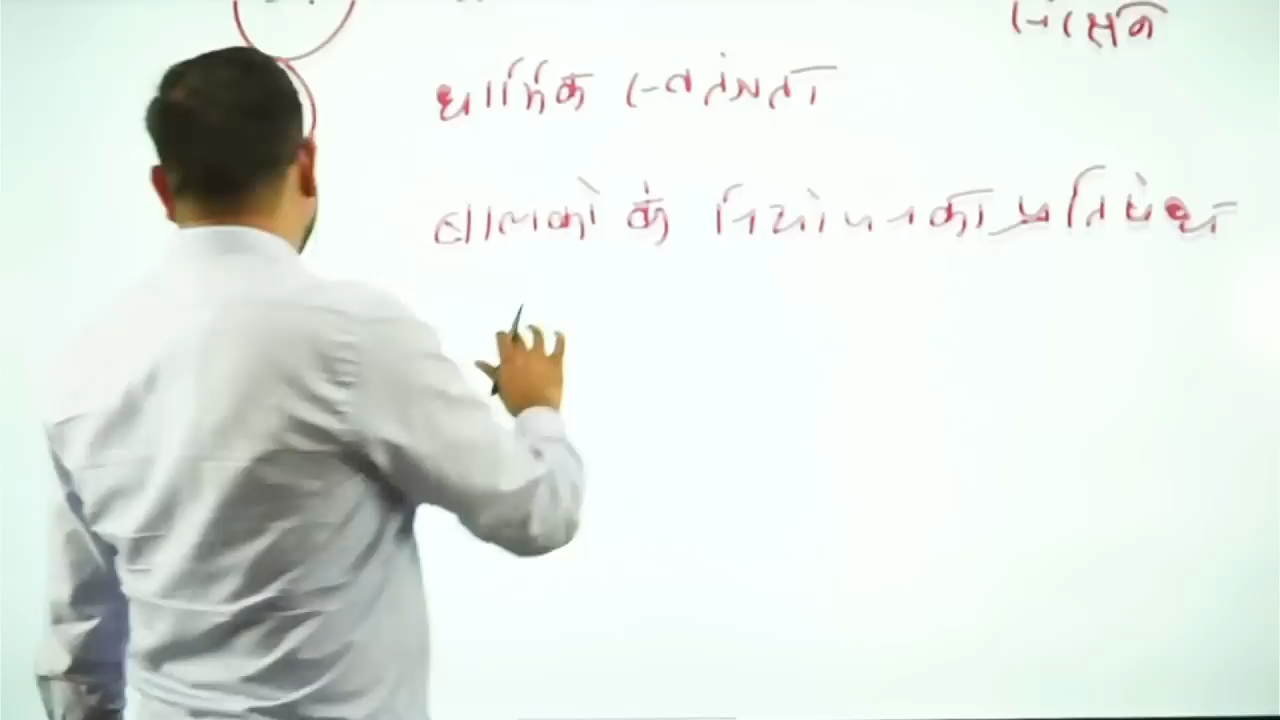 धार्मिक स्वतंत्रता
बालकों के नियोजन का प्रतिषेध